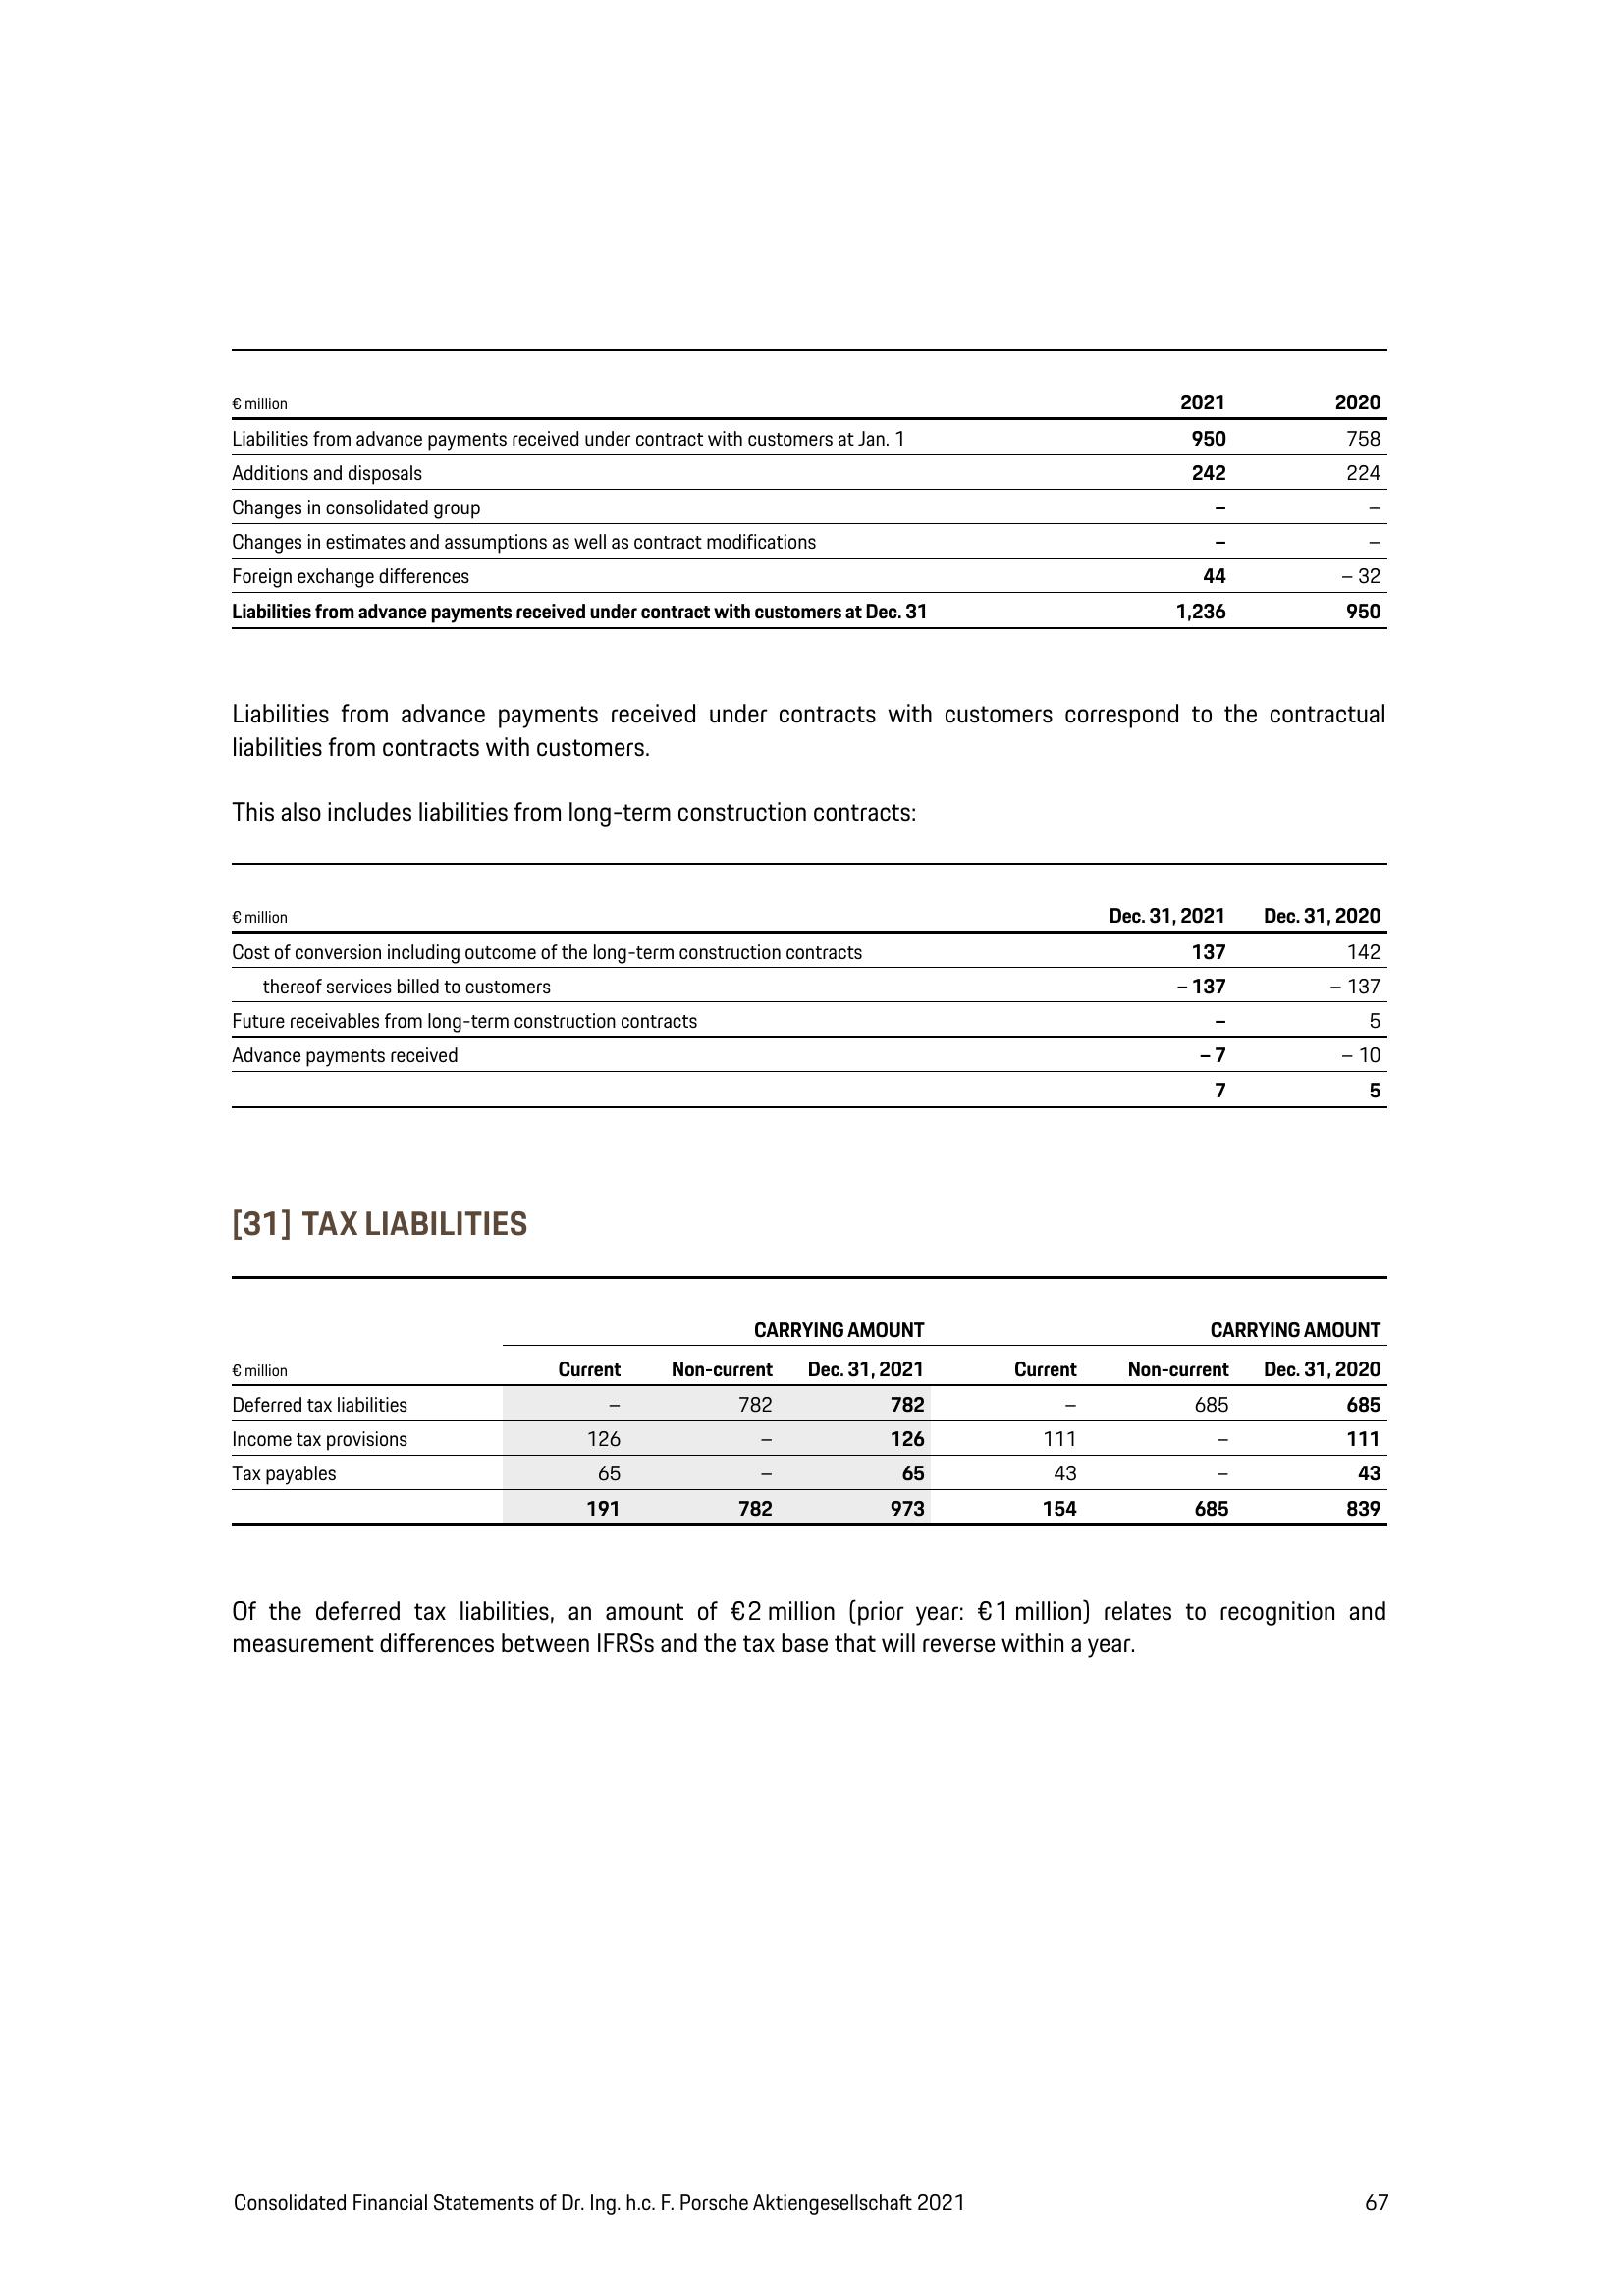 € million 2021 2020
Liabilities from advance payments received under contract with customers at Jan. 1 950 758
Additions and disposals 242 224
Changes in consolidated group – –
Changes in estimates and assumptions as well as contract modifications – –
Foreign exchange differences 44 – 32
Liabilities from advance payments received under contract with customers at Dec. 31 1,236 950
Liabilities from advance payments received under contracts with customers correspond to the contractual
liabilities from contracts with customers.
This also includes liabilities from long-term construction contracts:
€ million Dec. 31, 2021 Dec. 31, 2020
Cost of conversion including outcome of the long-term construction contracts 137 142
thereof services billed to customers – 137 – 137
Future receivables from long-term construction contracts – 5
Advance payments received – 7 – 10
7 5
[31] TAX LIABILITIES
CARRYING AMOUNT CARRYING AMOUNT
€ million Current Non-current Dec. 31, 2021 Current Non-current Dec. 31, 2020
Deferred tax liabilities – 782 782 – 685 685
Income tax provisions 126 – 126 111 – 111
Tax payables 65 – 65 43 – 43
191 782 973 154 685 839
Of the deferred tax liabilities, an amount of €2 million (prior year: €1 million) relates to recognition and
measurement differences between IFRSs and the tax base that will reverse within a year.
Consolidated Financial Statements of Dr. Ing. h.c. F. Porsche Aktiengesellschaft 2021 67